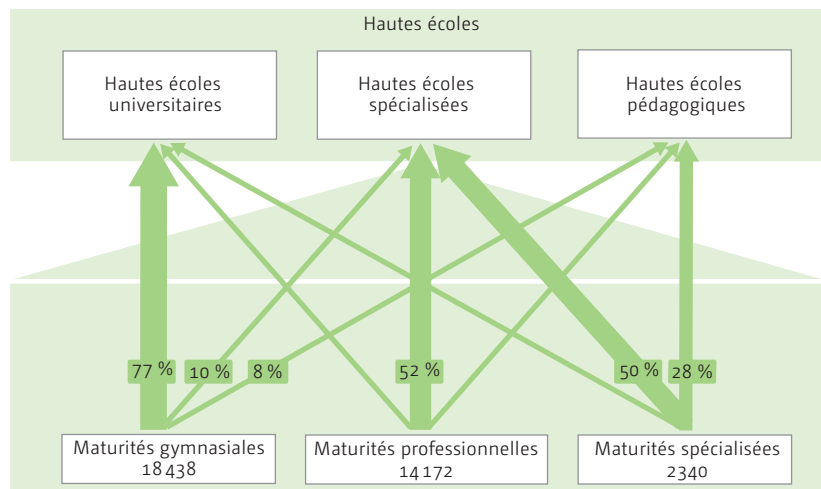 Hautes écoles
Hautes écoles
universitaires
Hautes écoles
spécialisées
Hautes écoles
pédagogiques
77 %
10 %
8 %
52 %
50 %
28 %
Maturités gymnasiales
18 438
Maturités professionnelles
14 172
Maturités spécialisées
2340